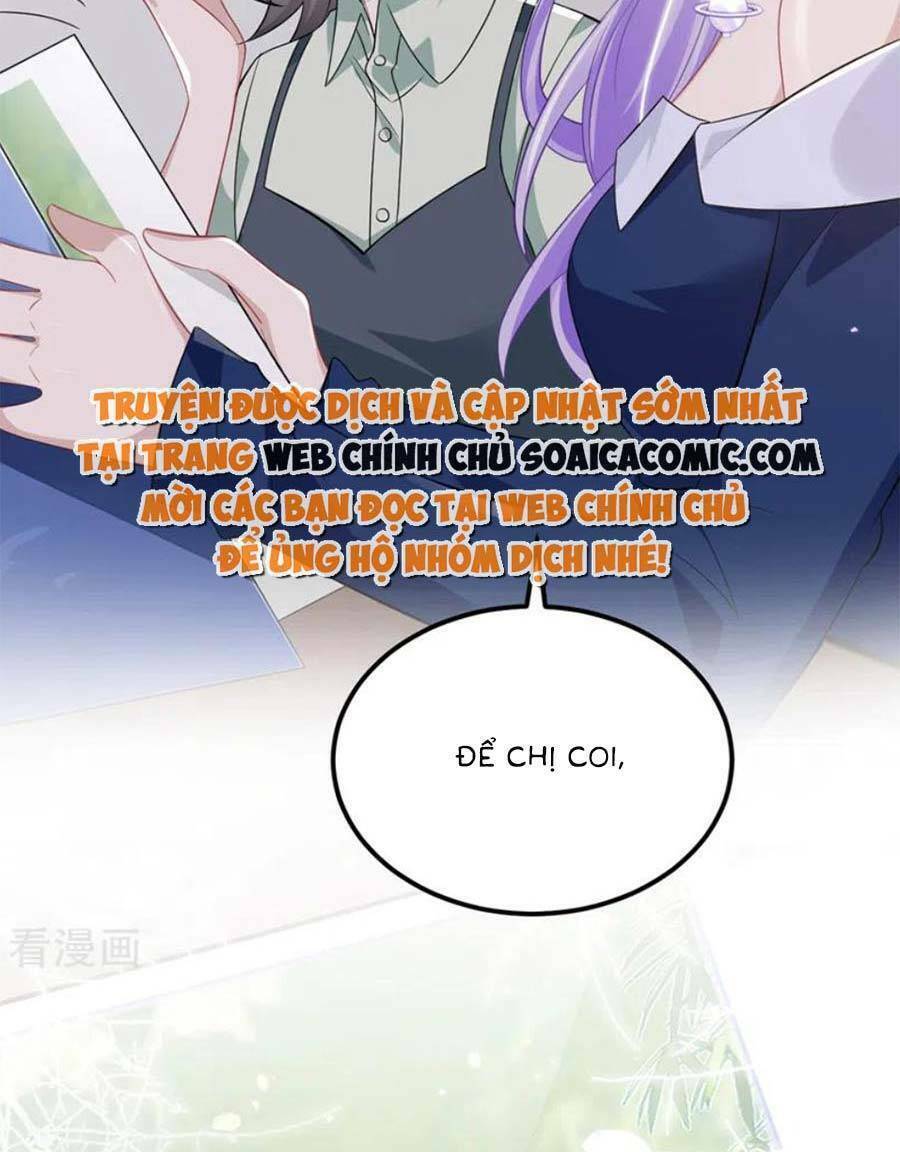 TRUYỆN ĐƯỢC DỊCH VÀ CẬP NHẬT SỚM NHẤT
TẠI TRANG WEB CHÍNH CHỦ SOAICACOMIC.COM
MỜI CÁC BẠN ĐỌC TẠI WEB CHÍNH CHỦ
ĐỂ ỦNG HỘ NHÓM DỊCH NHÉ!
ĐỂ CHỊ COI,
看漫画